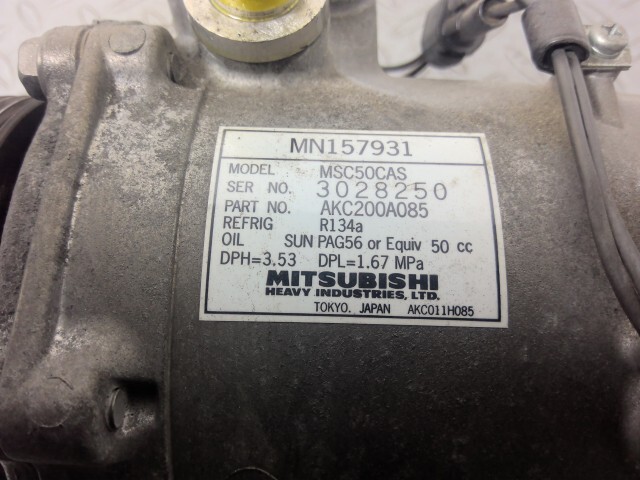 MN157931
MODEL MSC50CAS
SER NO. 3028250
PART NO. AKC200A085
REFRIG R134a
OIL SUN PAG56 or Equiv 50 cc
DPH=3.53 DPL=1.67 MPa
MITSUBISHI
HEAVY INDUSTRIES, LTD.
TOKYO. JAPAN AKC011H085